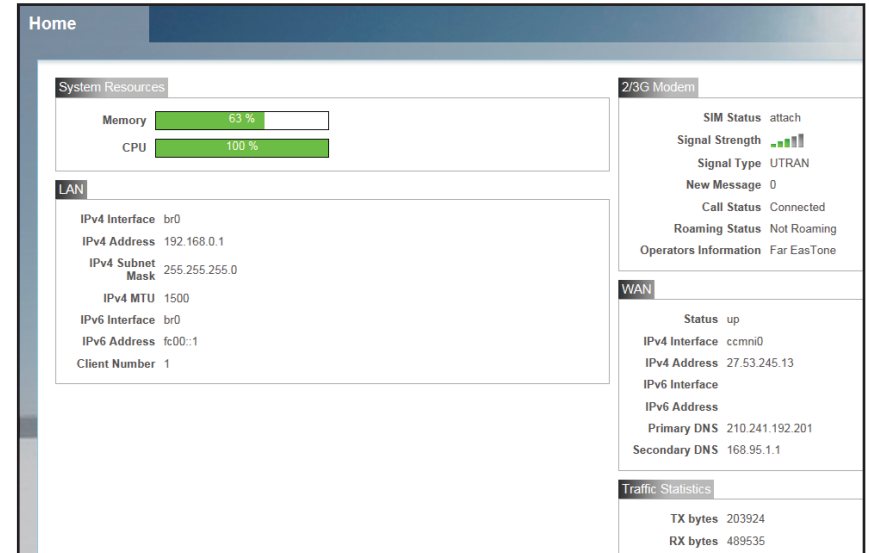 Home
System Resources
Memory 63 %
CPU 100 %
LAN
IPv4 Interface br0
IPv4 Address 192.168.0.1
IPv4 Subnet
Mask 255.255.255.0
IPv4 MTU 1500
IPv6 Interface br0
IPv6 Address fc00::1
Client Number 1
2/3G Modem
SIM Status attach
Signal Strength
Signal Type UTRAN
New Message 0
Call Status Connected
Roaming Status Not Roaming
Operators Information Far EasTone
WAN
Status up
IPv4 Interface ccmni0
IPv4 Address 27.53.245.13
IPv6 Interface
IPv6 Address
Primary DNS 210.241.192.201
Secondary DNS 168.95.1.1
Traffic Statistics
TX bytes 203924
RX bytes 489535